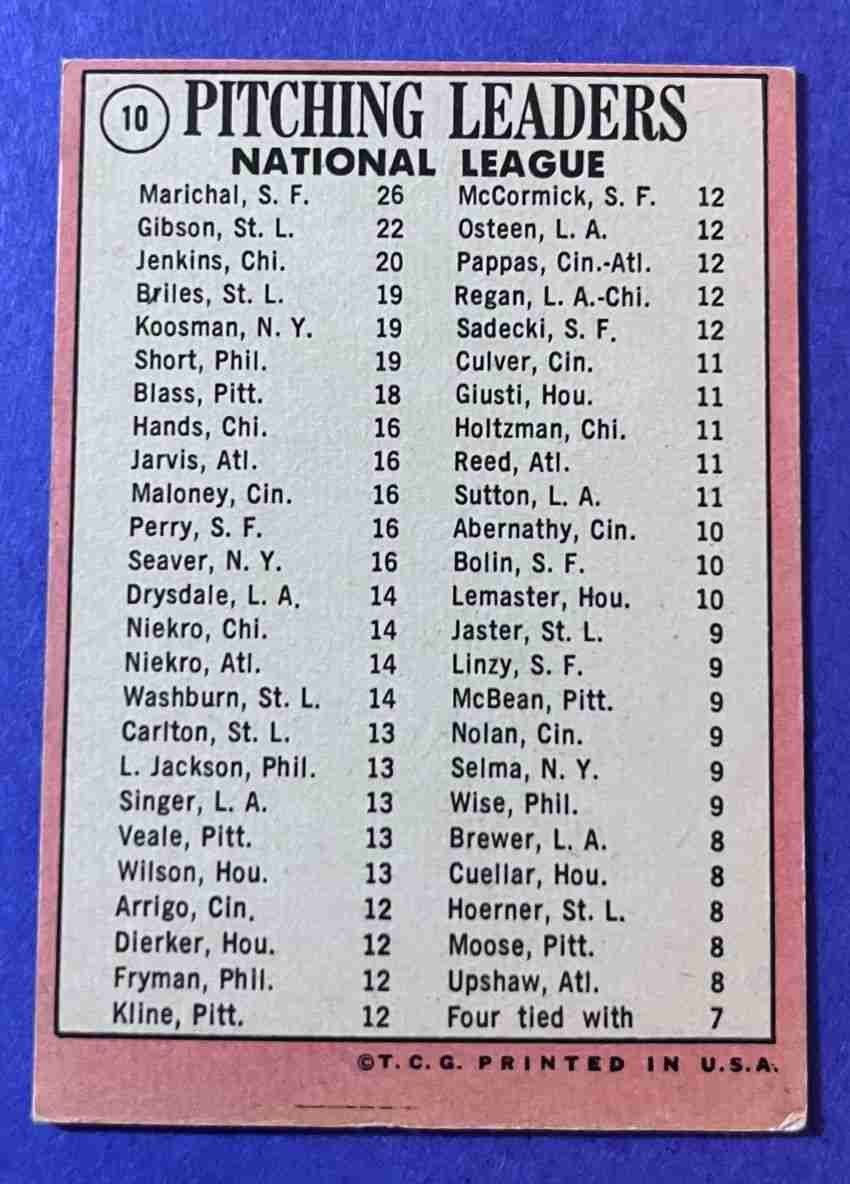 10 PITCHING LEADERS
NATIONAL LEAGUE
Marichal, S. F. 26
Gibson, St. L. 22
Jenkins, Chi. 20
Briles, St. L. 19
Koosman, N. Y. 19
Short, Phil. 19
Blass, Pitt. 18
Hands, Chi. 16
Jarvis, Atl. 16
Maloney, Cin. 16
Perry, S. F. 16
Seaver, N. Y. 16
Drysdale, L. A. 14
Niekro, Chi. 14
Niekro, Atl. 14
Washburn, St. L. 14
Carlton, St. L. 13
L. Jackson, Phil. 13
Singer, L. A. 13
Veale, Pitt. 13
Wilson, Hou. 13
Arrigo, Cin. 12
Dierker, Hou. 12
Fryman, Phil. 12
Kline, Pitt. 12
McCormick, S. F. 12
Osteen, L. A. 12
Pappas, Cin.-Atl. 12
Regan, L. A.-Chi. 12
Sadecki, S. F. 12
Culver, Cin. 11
Giusti, Hou. 11
Holtzman, Chi. 11
Reed, Atl. 11
Sutton, L. A. 11
Abernathy, Cin. 10
Bolin, S. F. 10
Lemaster, Hou. 10
Jaster, St. L. 9
Linzy, S. F. 9
McBean, Pitt. 9
Nolan, Cin. 9
Selma, N. Y. 9
Wise, Phil. 9
Brewer, L. A. 8
Cuellar, Hou. 8
Hoerner, St. L. 8
Moose, Pitt. 8
Upshaw, Atl. 8
Four tied with 7
©T. C. G. PRINTED IN U.S.A.